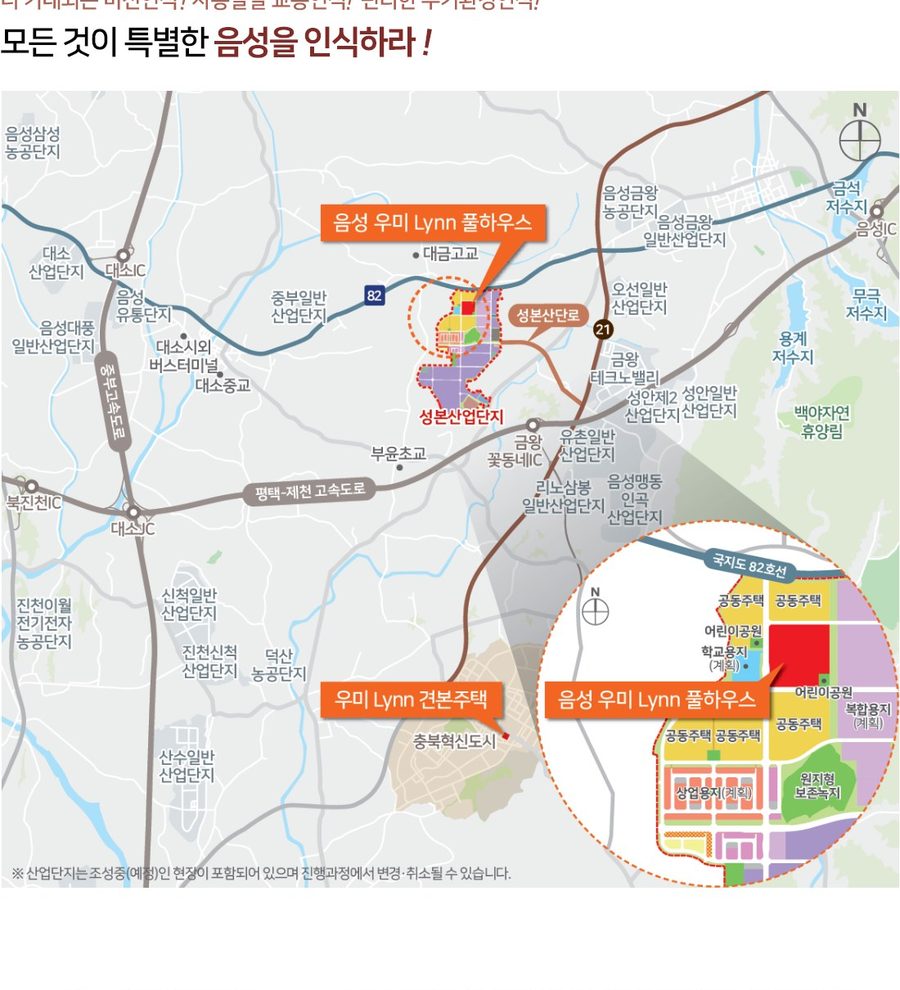 모든 것이 특별한 음성을 인식하라 !
N
음성삼성
농공단지
금석
저수지
음성금왕
농공단지
음성 우미 Lynn 풀하우스
음성금왕
일반산업단지
음성IC
대소
산업단지
대소IC
대금고교
82
음성
유통단지
중부일반
산업단지
오선일반
산업단지
무극
저수지
성본산단로
21
음성대풍
일반산업단지
대소시외
버스터미널
대소중교
용계
저수지
금왕
테크노밸리
중부고속도로
성안제2
산업단지
성안일반
산업단지
성본산업단지
백야자연
휴양림
금왕
꽃동네IC
유촌일반
산업단지
부윤초교
평택-제천 고속도로
리노삼봉
일반산업단지
음성맹동
인곡
산업단지
북진천IC
대소JC
국지도 82호선
N
진천이월
전기전자
농공단지
신척일반
산업단지
공동주택
공동주택
어린이공원
학교용지
(계획)
진천신척
산업단지
덕산
농공단지
우미 Lynn 견본주택
음성 우미 Lynn 풀하우스
어린이공원
복합용지
(계획)
공동주택
충북혁신도시
공동주택
공동주택
산수일반
산업단지
원지형
보존녹지
상업용지(계획)
※ 산업단지는 조성중(예정)인 현장이 포함되어 있으며 진행과정에서 변경·취소될 수 있습니다.